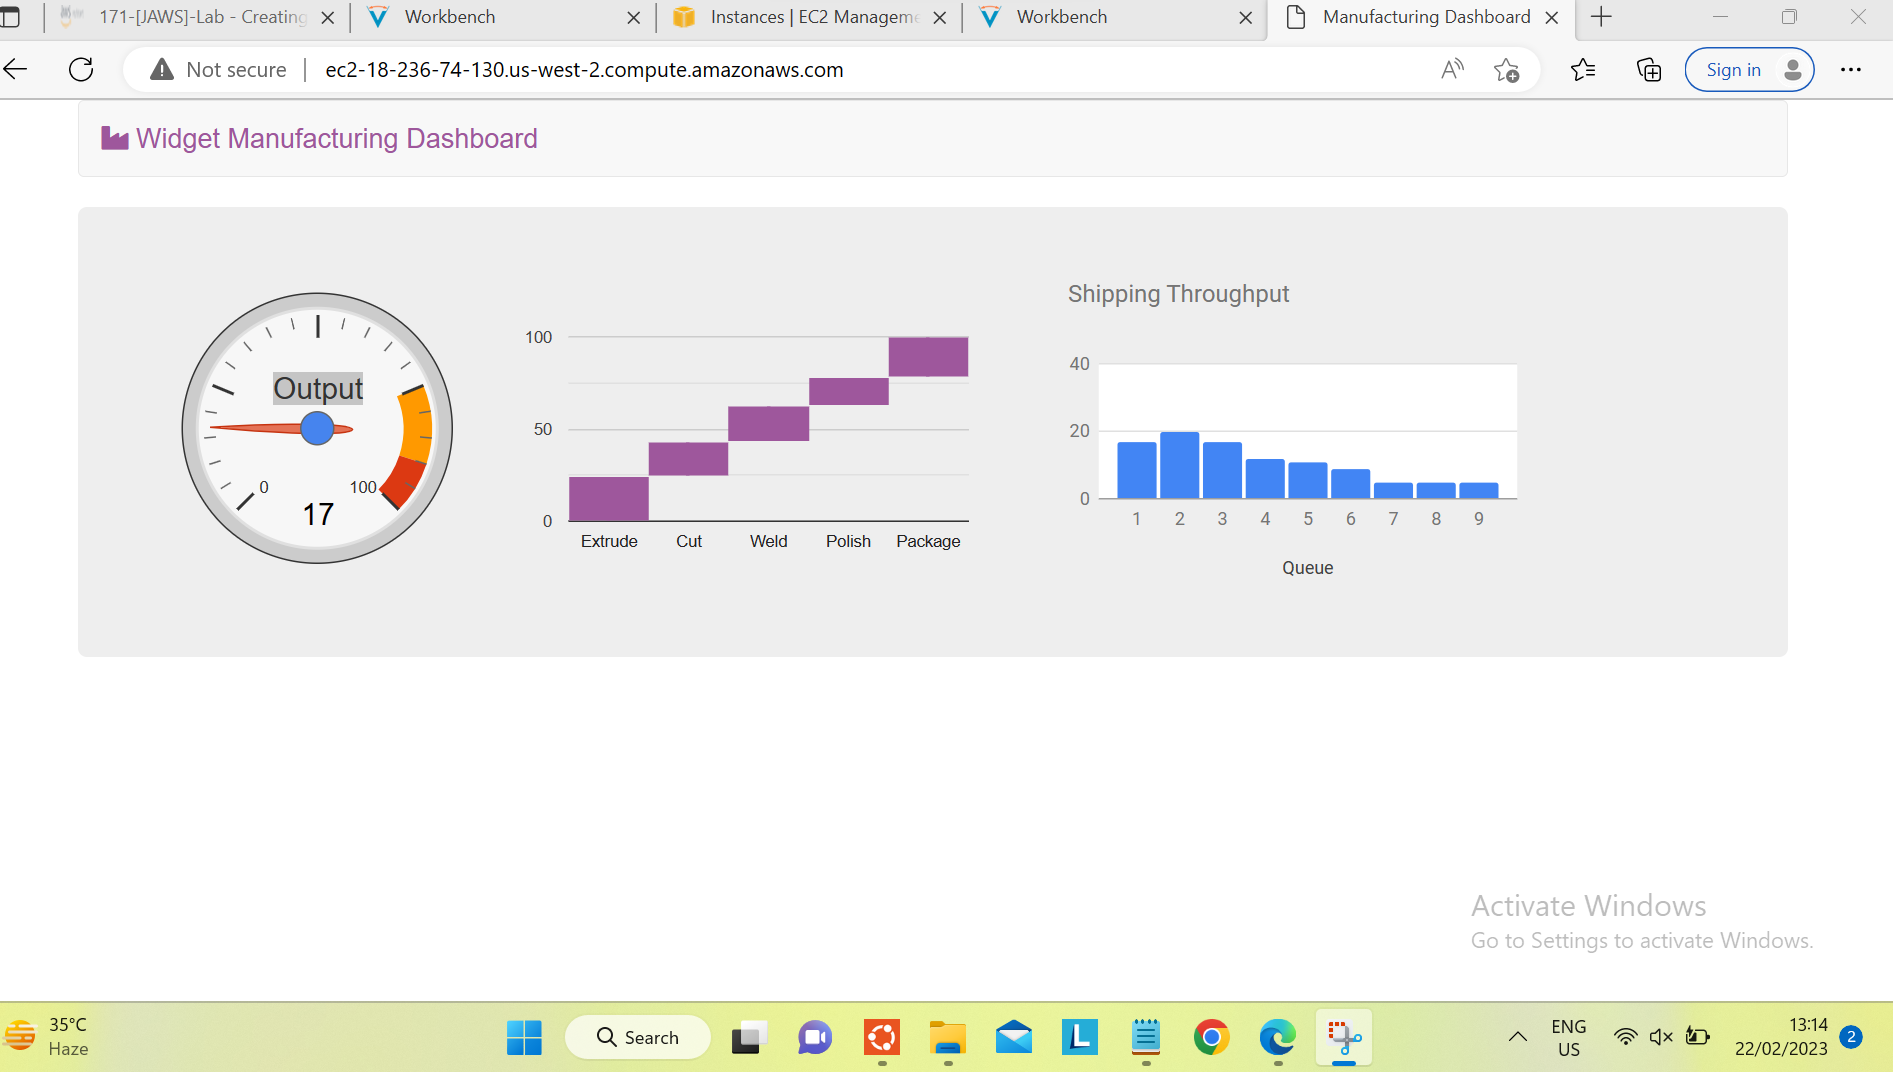 171-[JAWS]-Lab - Creating
Workbench
Instances | EC2 Manageme
Workbench
Manufacturing Dashboard
Not secure
ec2-18-236-74-130.us-west-2.compute.amazonaws.com
Sign in
Widget Manufacturing Dashboard
Output
0
100
17
100
50
0
Extrude Cut Weld Polish Package
Shipping Throughput
40
20
0
1 2 3 4 5 6 7 8 9
Queue
Activate Windows
Go to Settings to activate Windows.
35°C
Haze
Search
L
ENG
US
13:14
22/02/2023
2